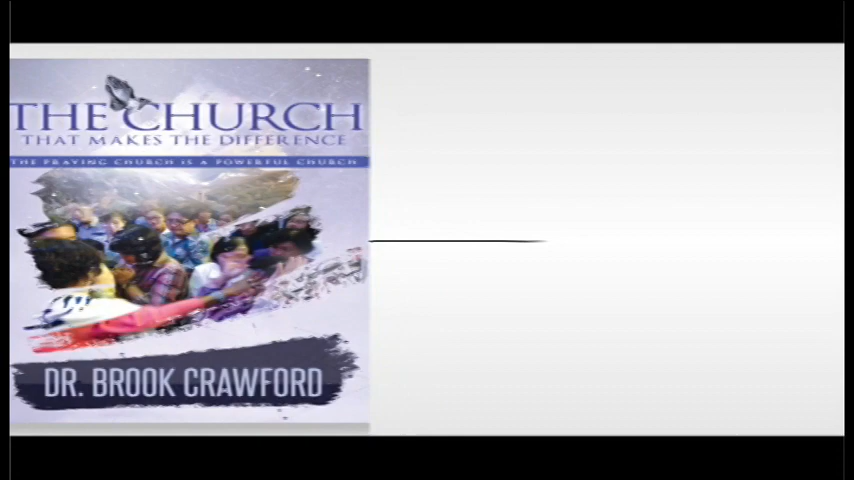 THE CHURCH
THAT MAKES THE DIFFERENCE
THE PRAYING CHURCH IS A POWERFUL CHURCH
DR. BROOK CRAWFORD